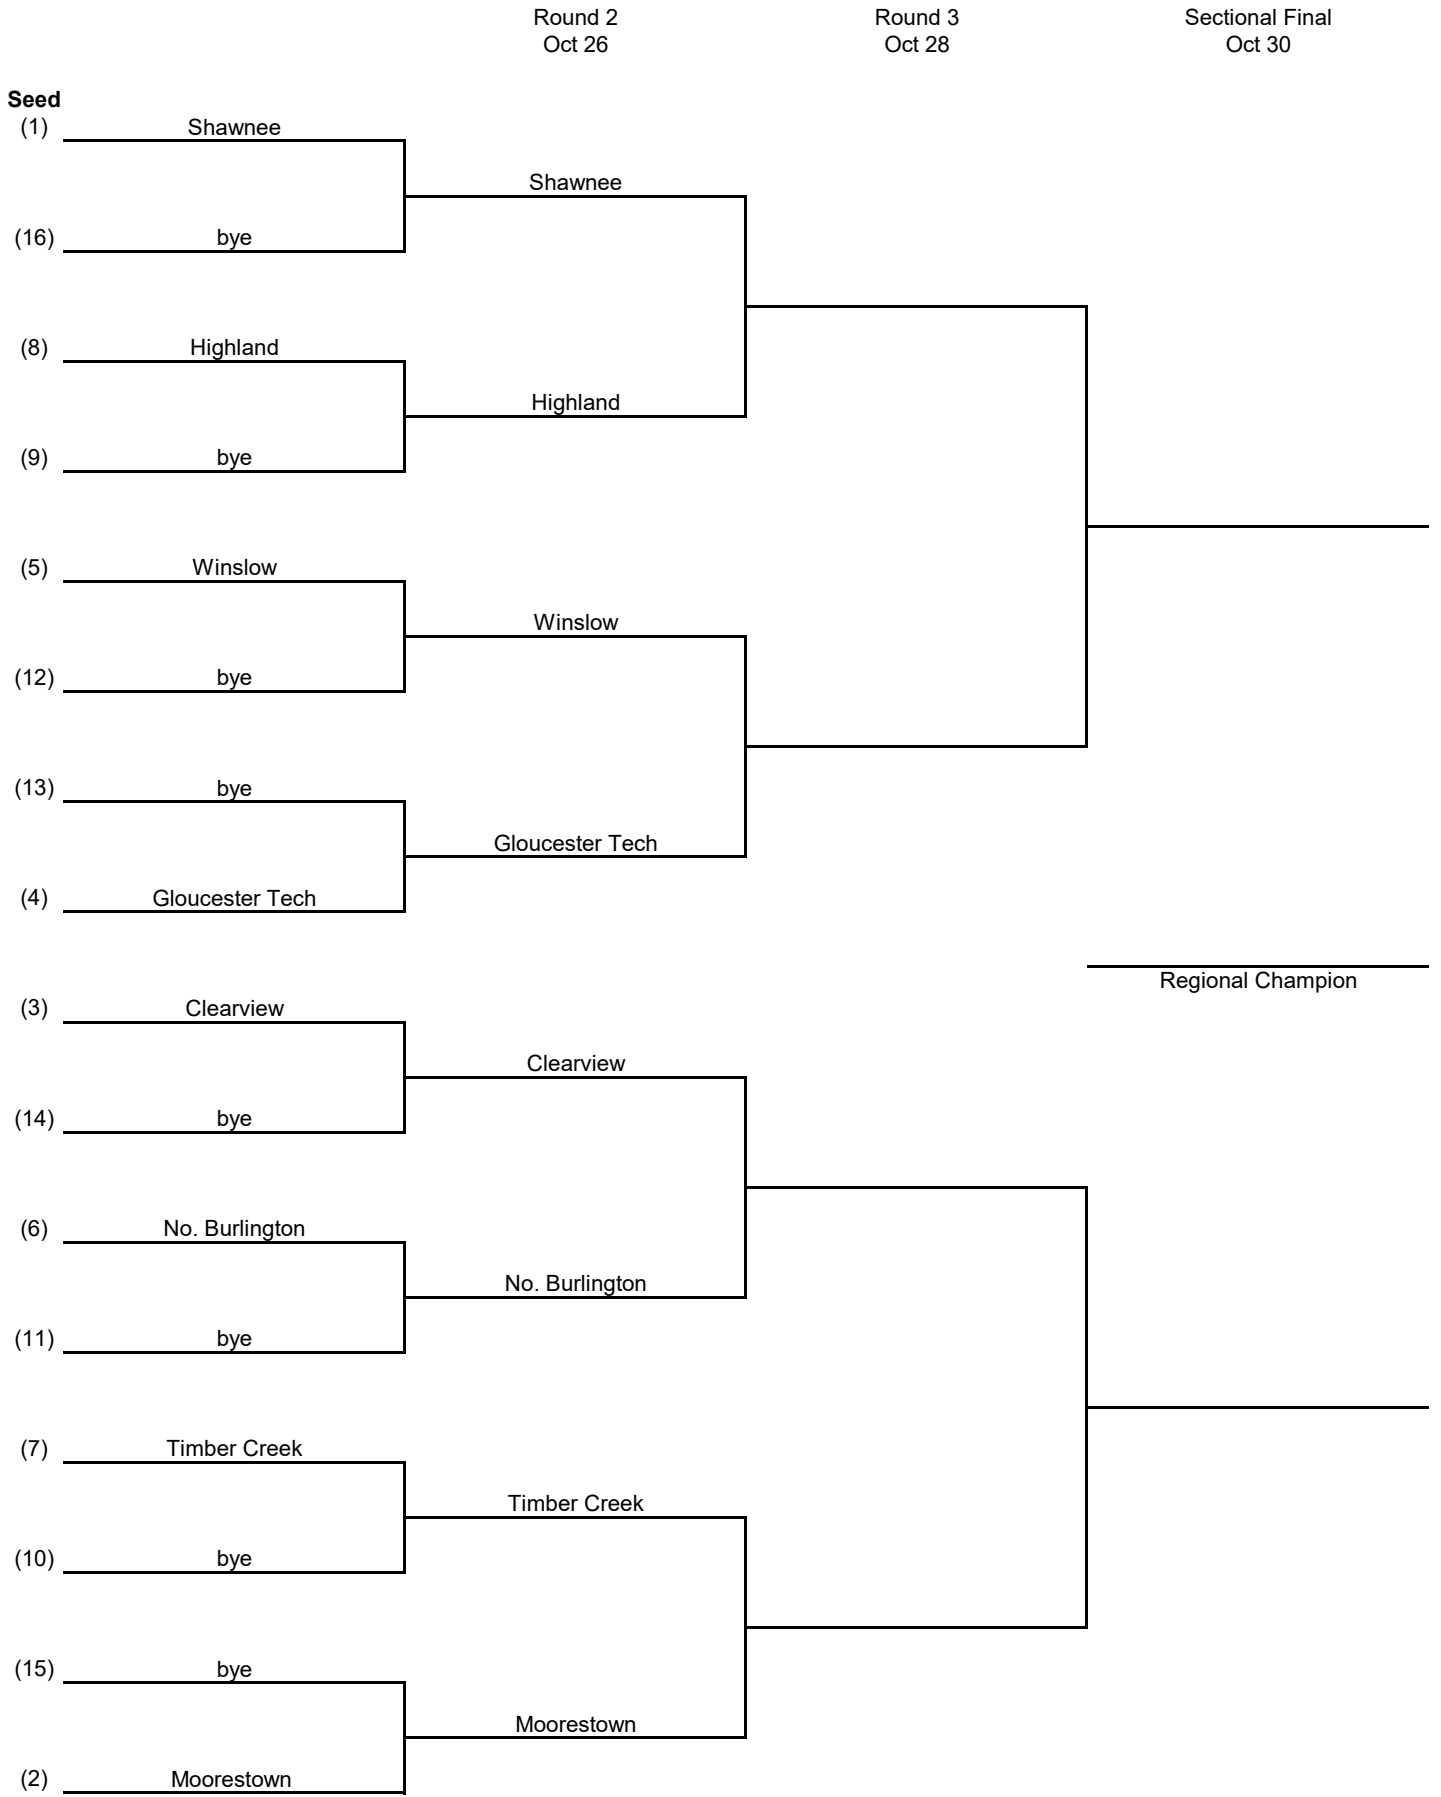 Round 2 Round 3 Sectional Final
Oct 26 Oct 28 Oct 30
Seed
(1) Shawnee
Shawnee
(16) bye
(8) Highland
Highland
(9) bye
(5) Winslow
Winslow
(12) bye
(13) bye
Gloucester Tech
(4) Gloucester Tech
Regional Champion
(3) Clearview
Clearview
(14) bye
(6) No. Burlington
No. Burlington
(11) bye
(7) Timber Creek
Timber Creek
(10) bye
(15) bye
Moorestown
(2) Moorestown